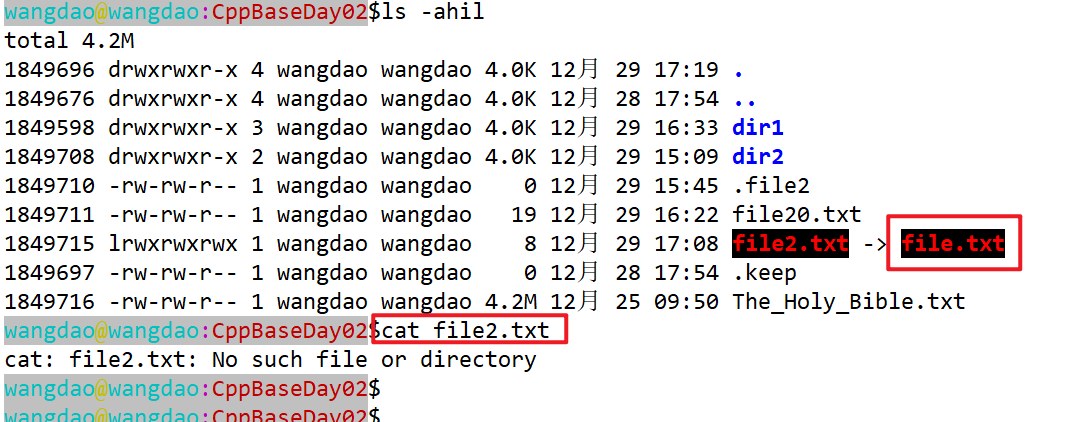 wangdao@wangdao:CppBaseDay02$ls -ahil
total 4.2M
1849696 drwxrwxr-x 4 wangdao wangdao 4.0K 12月 29 17:19 .
1849676 drwxrwxr-x 4 wangdao wangdao 4.0K 12月 28 17:54 ..
1849598 drwxrwxr-x 3 wangdao wangdao 4.0K 12月 29 16:33 dir1
1849708 drwxrwxr-x 2 wangdao wangdao 4.0K 12月 29 15:09 dir2
1849710 -rw-rw-r-- 1 wangdao wangdao    0 12月 29 15:45 .file2
1849711 -rw-rw-r-- 1 wangdao wangdao   19 12月 29 16:22 file20.txt
1849715 lrwxrwxrwx 1 wangdao wangdao    8 12月 29 17:08 file2.txt -> file.txt
1849697 -rw-rw-r-- 1 wangdao wangdao    0 12月 28 17:54 .keep
1849716 -rw-rw-r-- 1 wangdao wangdao 4.2M 12月 25 09:50 The_Holy_Bible.txt
wangdao@wangdao:CppBaseDay02$cat file2.txt
cat: file2.txt: No such file or directory
wangdao@wangdao:CppBaseDay02$
wangdao@wangdao:CppBaseDay02$